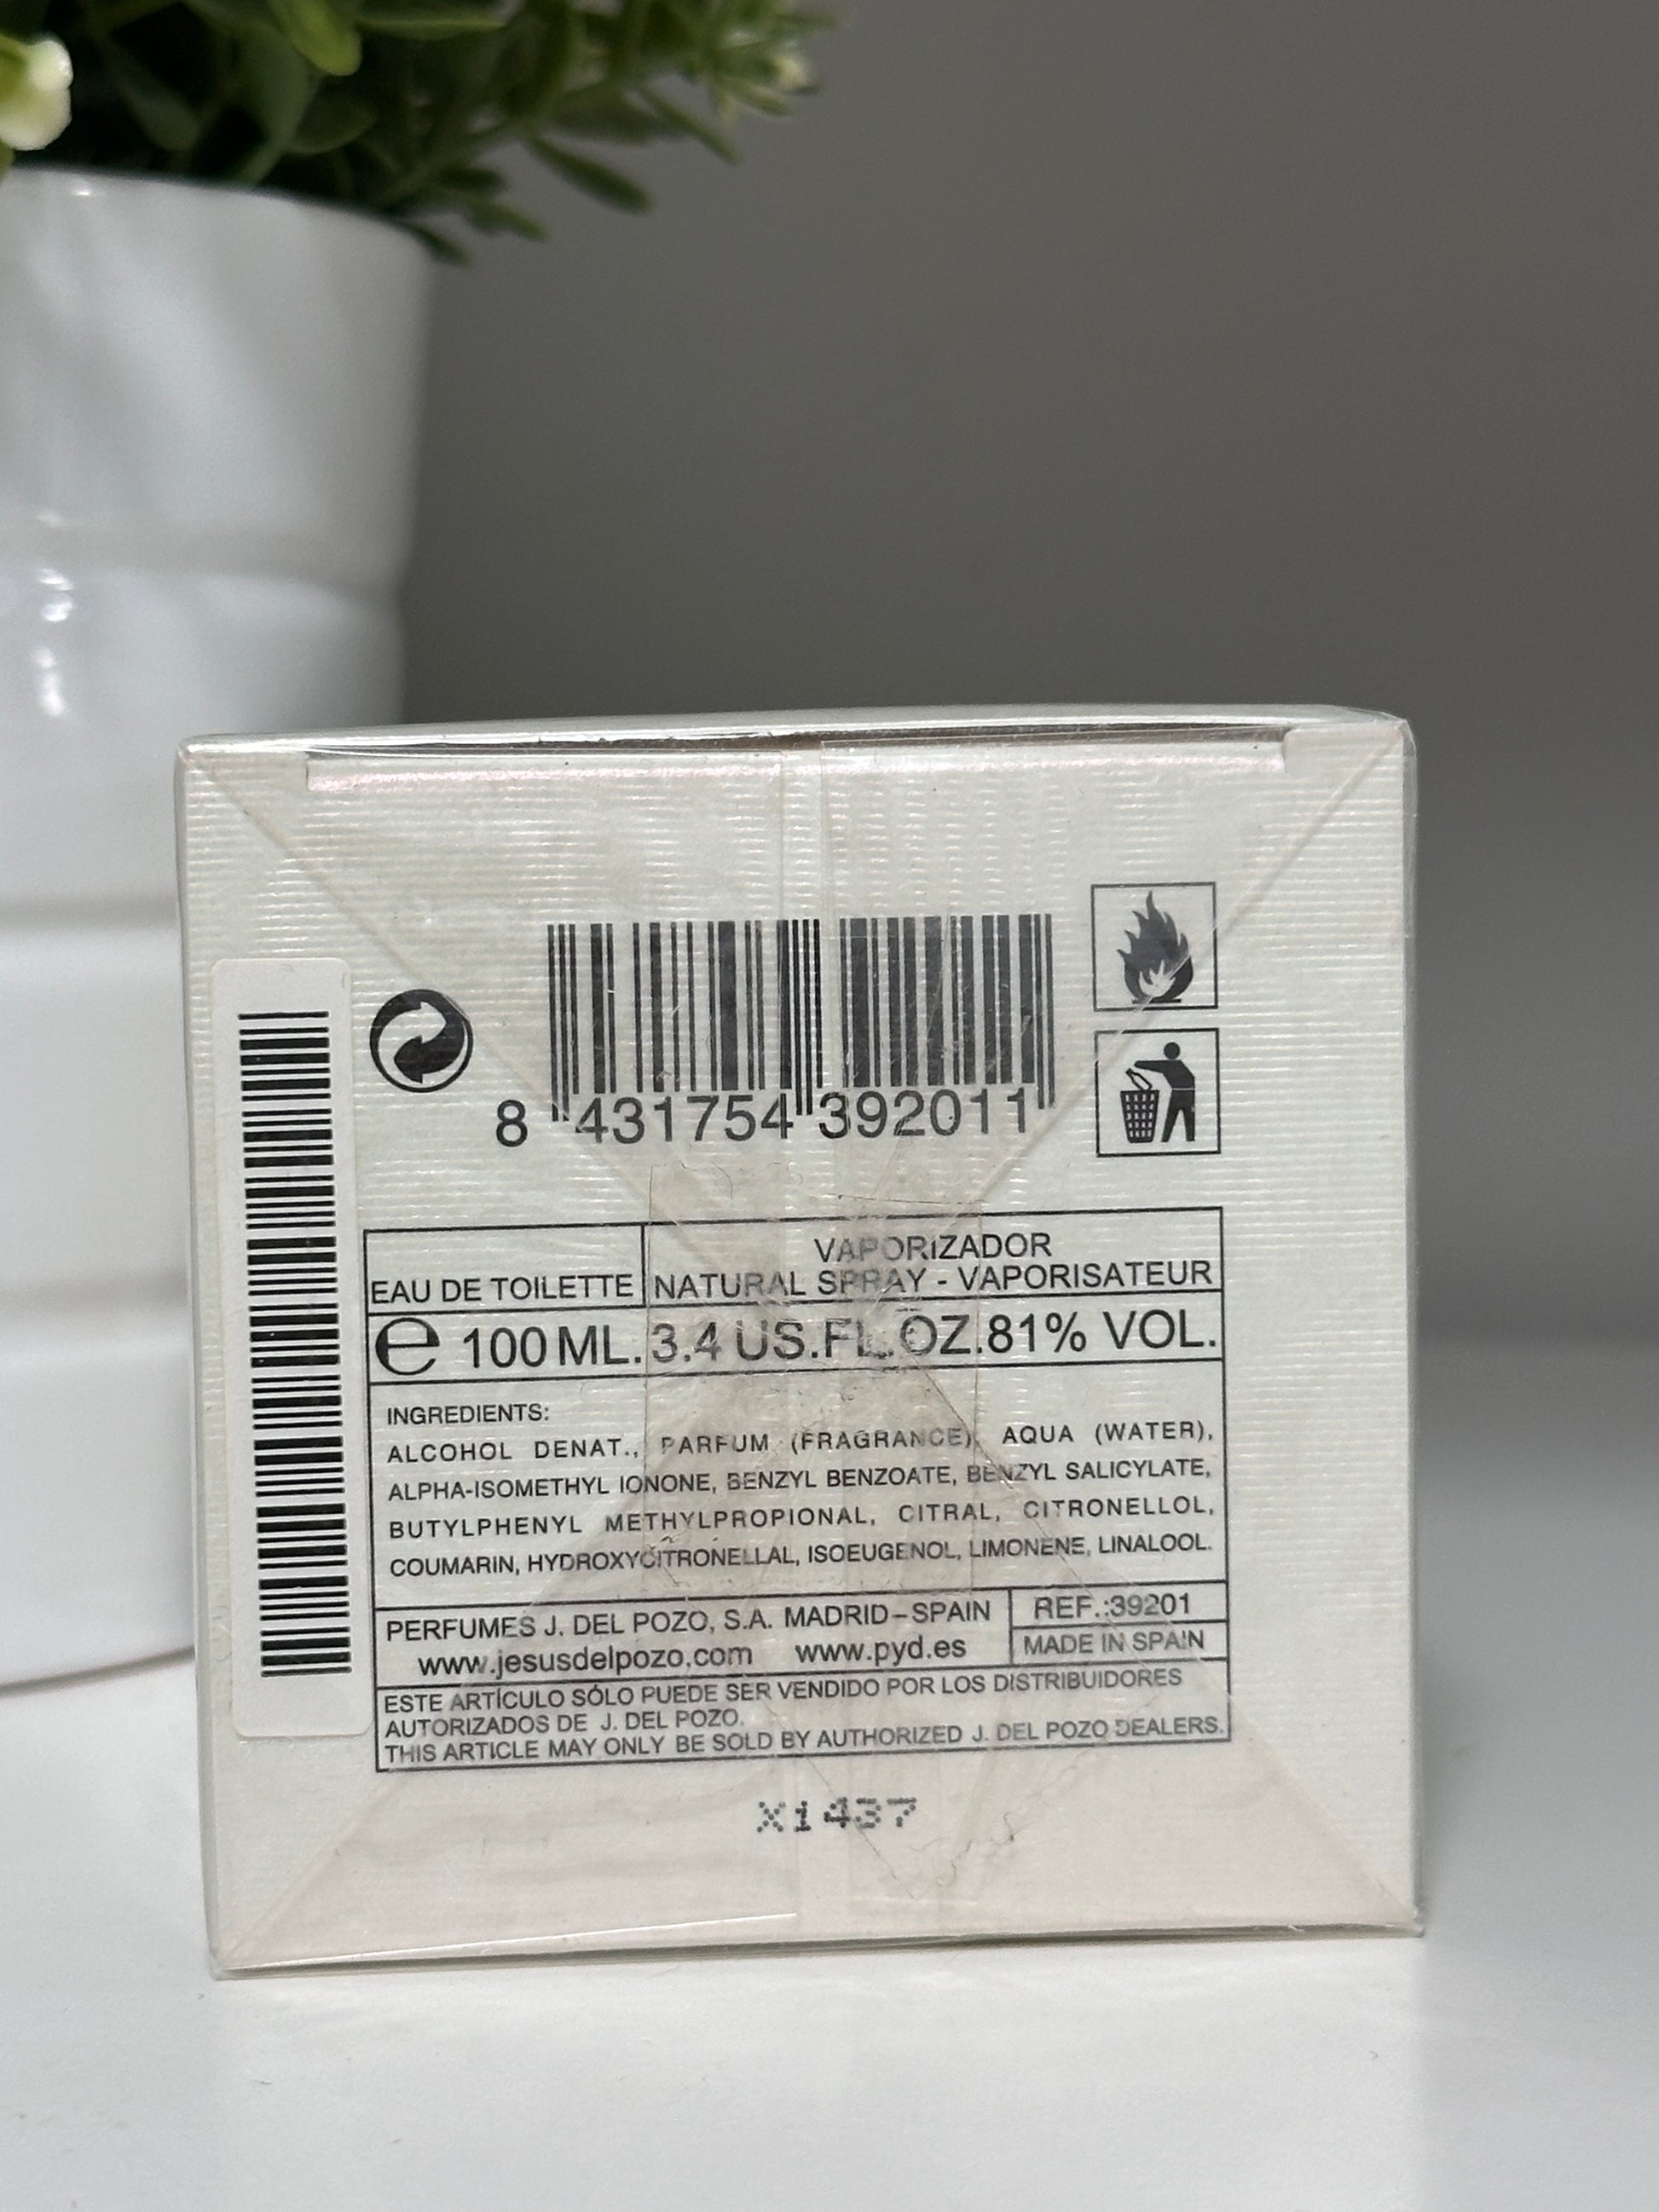 8 431754 392011
EAU DE TOILETTE
VAPORIZADOR
NATURAL SPRAY - VAPORISATEUR
e 100 ML. 3.4 US.FL.OZ. 81% VOL.
INGREDIENTS:
ALCOHOL DENAT., PARFUM (FRAGRANCE), AQUA (WATER),
ALPHA-ISOMETHYL IONONE, BENZYL BENZOATE, BENZYL SALICYLATE,
BUTYLPHENYL METHYLPROPIONAL, CITRAL, CITRONELLOL,
COUMARIN, HYDROXYCITRONELLAL, ISOEUGENOL, LIMONENE, LINALOOL.
PERFUMES J. DEL POZO, S.A. MADRID–SPAIN
www.jesusdelpozo.com www.pyd.es
REF.:39201
MADE IN SPAIN
ESTE ARTÍCULO SÓLO PUEDE SER VENDIDO POR LOS DISTRIBUIDORES
AUTORIZADOS DE J. DEL POZO.
THIS ARTICLE MAY ONLY BE SOLD BY AUTHORIZED J. DEL POZO DEALERS.
X1437